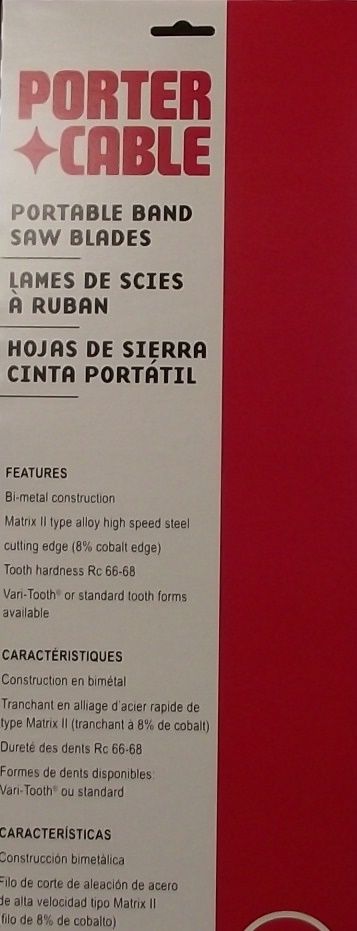 PORTER
CABLE
PORTABLE BAND
SAW BLADES
LAMES DE SCIES
À RUBAN
HOJAS DE SIERRA
CINTA PORTÁTIL
FEATURES
Bi-metal construction
Matrix II type alloy high speed steel
cutting edge (8% cobalt edge)
Tooth hardness Rc 66-68
Vari-Tooth® or standard tooth forms
available
CARACTÉRISTIQUES
Construction en bimétal
Tranchant en alliage d'acier rapide de
type Matrix II (tranchant à 8% de cobalt)
Dureté des dents Rc 66-68
Formes de dents disponibles:
Vari-Tooth® ou standard
CARACTERÍSTICAS
Construcción bimetàlica
Filo de corte de aleación de acero
de alta velocidad tipo Matrix II
(filo de 8% de cobalto)